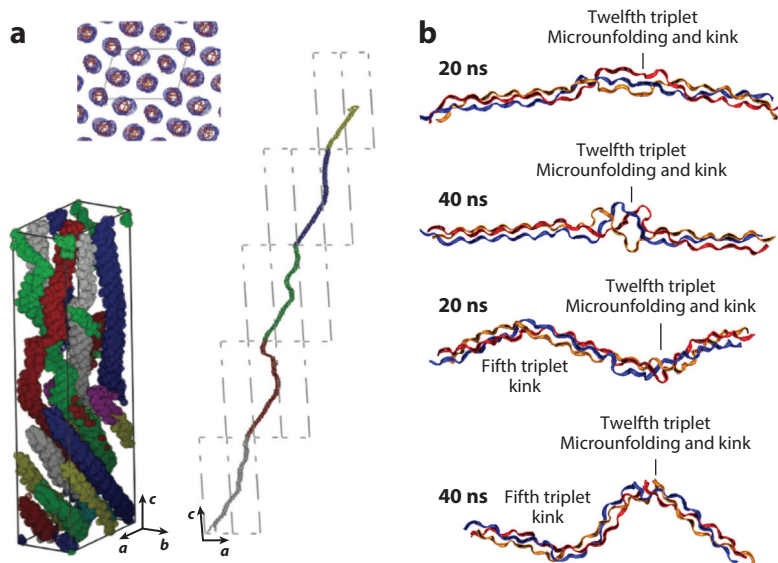 a
c
a
b
c
a
b
Twelfth triplet
Microunfolding and kink
20 ns
Twelfth triplet
Microunfolding and kink
40 ns
Twelfth triplet
Microunfolding and kink
20 ns
Fifth triplet
kink
Twelfth triplet
Microunfolding and kink
40 ns
Fifth triplet
kink